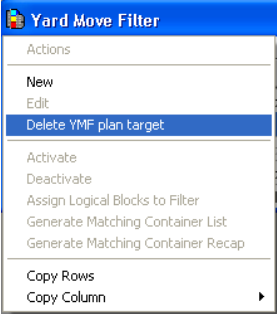 Yard Move Filter
Actions
New
Edit
Delete YMF plan target
Activate
Deactivate
Assign Logical Blocks to Filter
Generate Matching Container List
Generate Matching Container Recap
Copy Rows
Copy Column